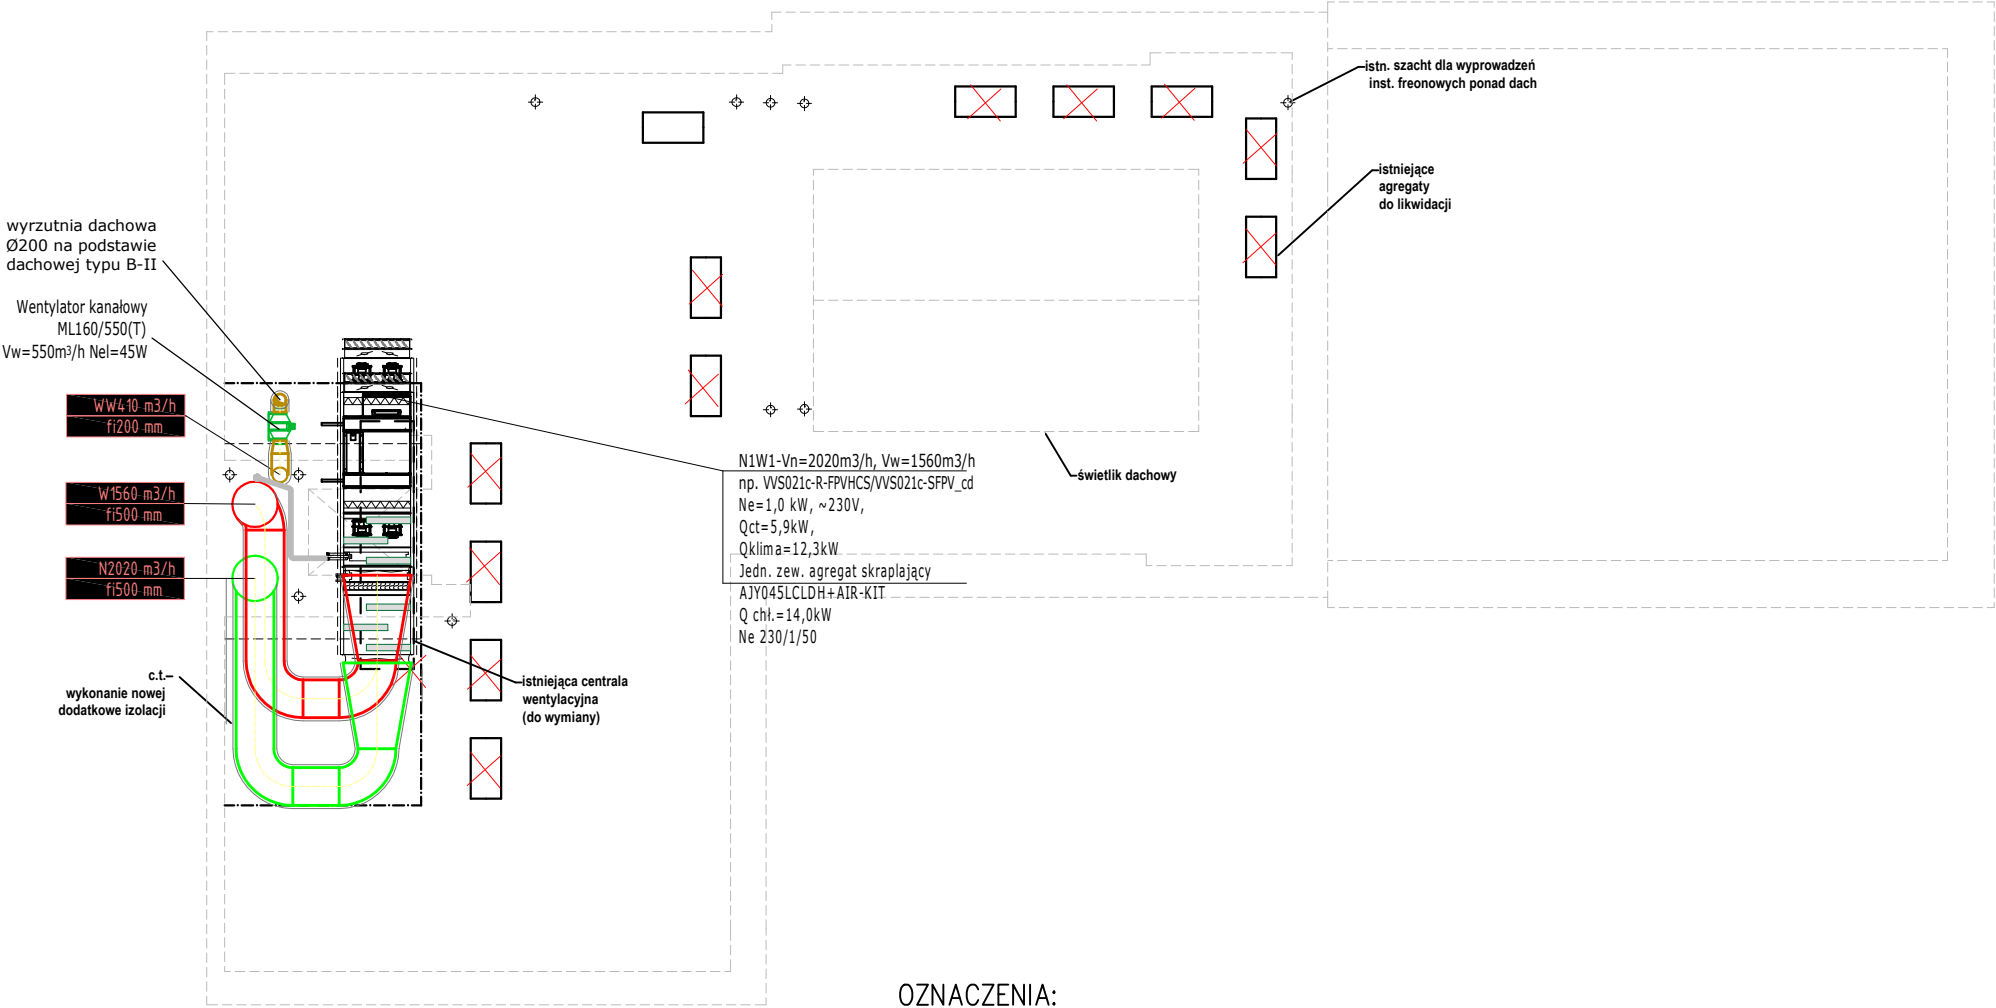 istn. szacht dla wyprowadzeń
inst. freonowych ponad dach
istniejące
agregaty
do likwidacji
wyrzutnia dachowa
Ø200 na podstawie
dachowej typu B-II
Wentylator kanałowy
ML160/550(T)
Vw=550m³/h Nel=45W
WW410 m3/h
fi200 mm
W1560 m3/h
fi500 mm
N2020 m3/h
fi500 mm
N1W1-Vn=2020m3/h, Vw=1560m3/h
np. VVS021c-R-FPVHCS/VVS021c-SFPV_cd
Ne=1,0 kW, ~230V,
Qct=5,9kW,
Qklima=12,3kW
Jedn. zew. agregat skraplający
AJY045LCLDH+AIR-KIT
Q chł.=14,0kW
Ne 230/1/50
świetlik dachowy
c.t.–
wykonanie nowej
dodatkowe izolacji
istniejąca centrala
wentylacyjna
(do wymiany)
OZNACZENIA: